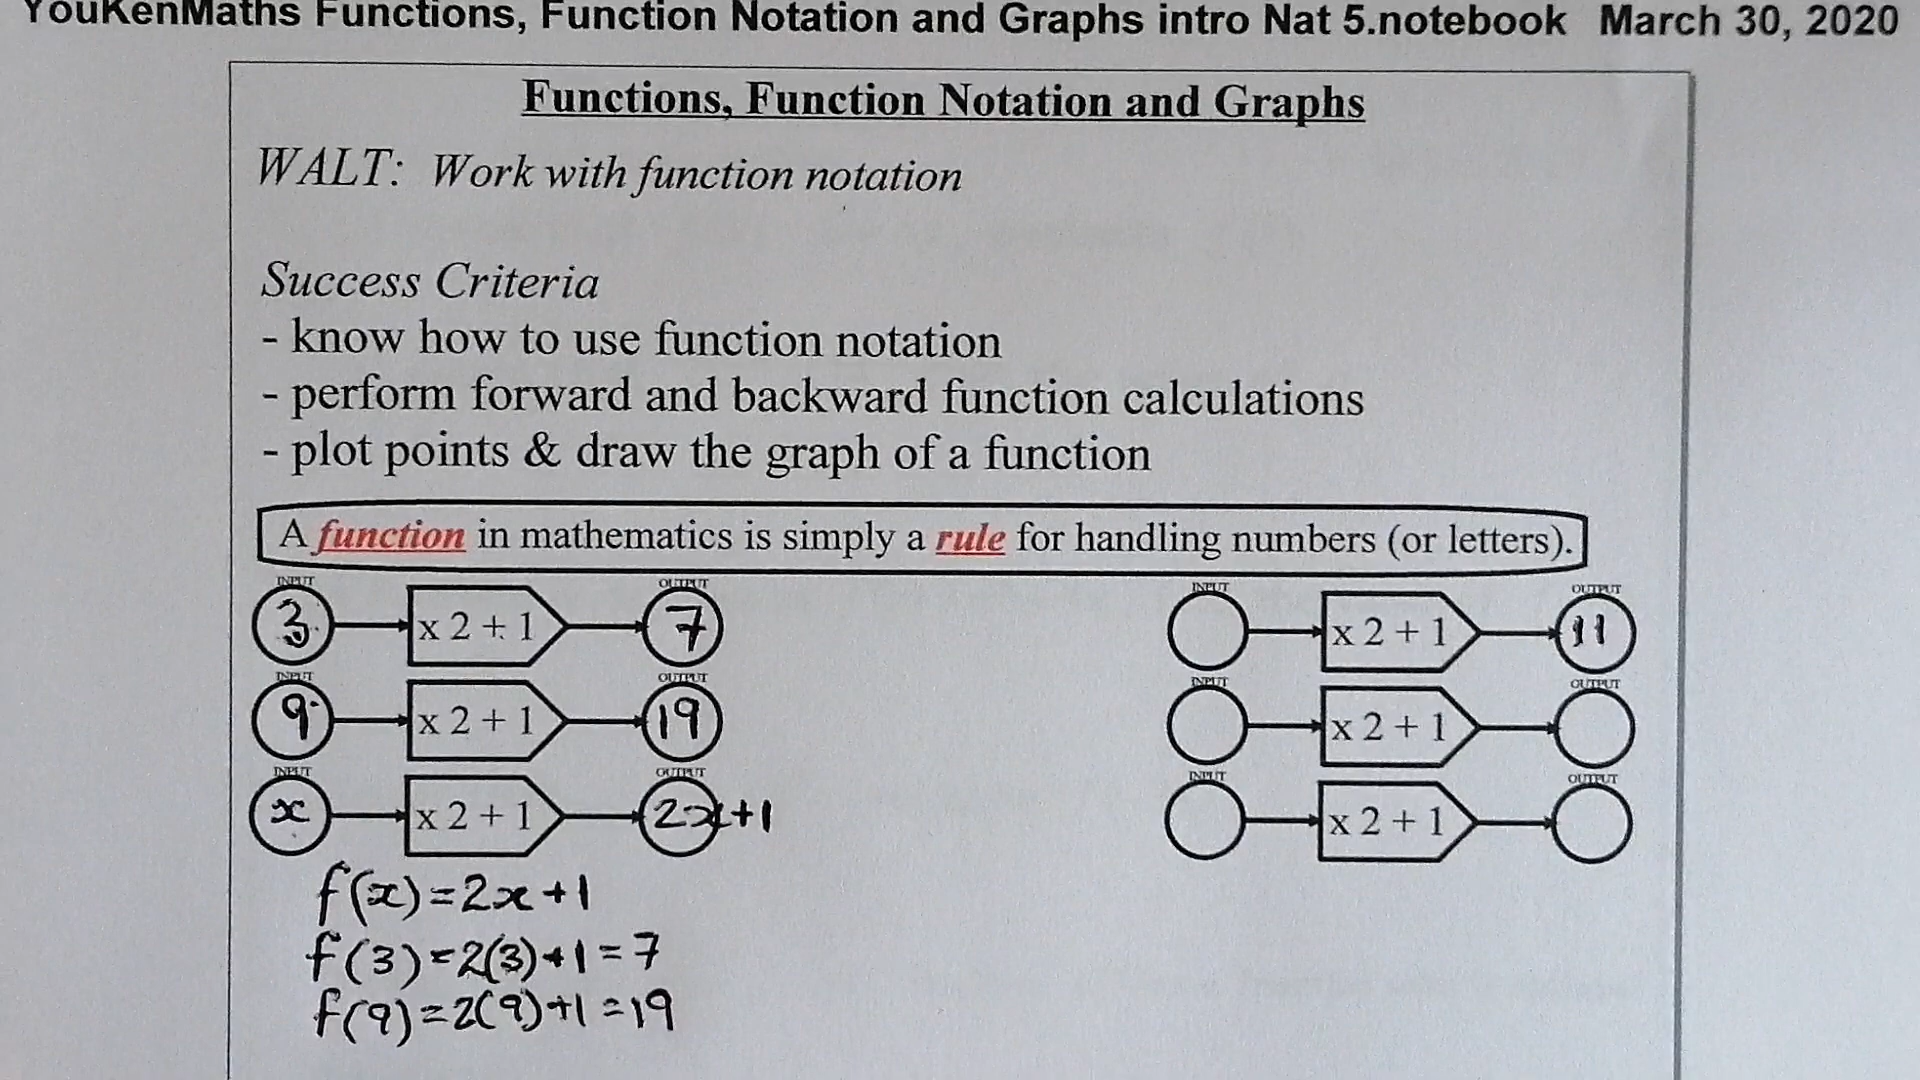 YouKenMaths Functions, Function Notation and Graphs intro Nat 5.notebook March 30, 2020
Functions, Function Notation and Graphs
WALT: Work with function notation
Success Criteria
- know how to use function notation
- perform forward and backward function calculations
- plot points & draw the graph of a function
A function in mathematics is simply a rule for handling numbers (or letters).
INPUT OUTPUT INPUT OUTPUT
3 x 2 + 1 7 x 2 + 1 11
INPUT OUTPUT INPUT OUTPUT
9 x 2 + 1 19 x 2 + 1
INPUT OUTPUT INPUT OUTPUT
x x 2 + 1 2x+1 x 2 + 1
f(x)=2x+1
f(3)=2(3)+1=7
f(9)=2(9)+1=19